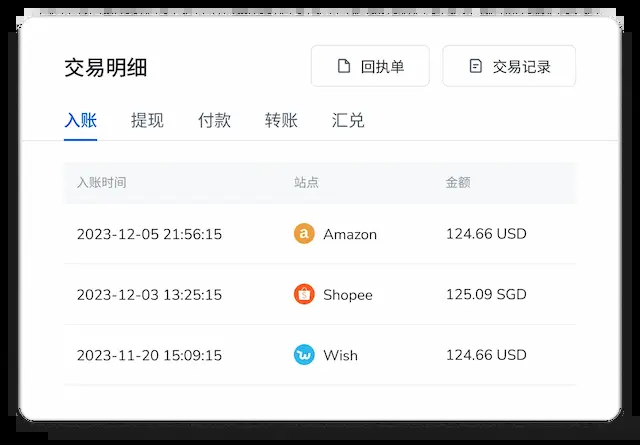 交易明细 回执单 交易记录
入账 提现 付款 转账 汇兑
入账时间 站点 金额
2023-12-05 21:56:15 Amazon 124.66 USD
2023-12-03 13:25:15 Shopee 125.09 SGD
2023-11-20 15:09:15 Wish 124.66 USD